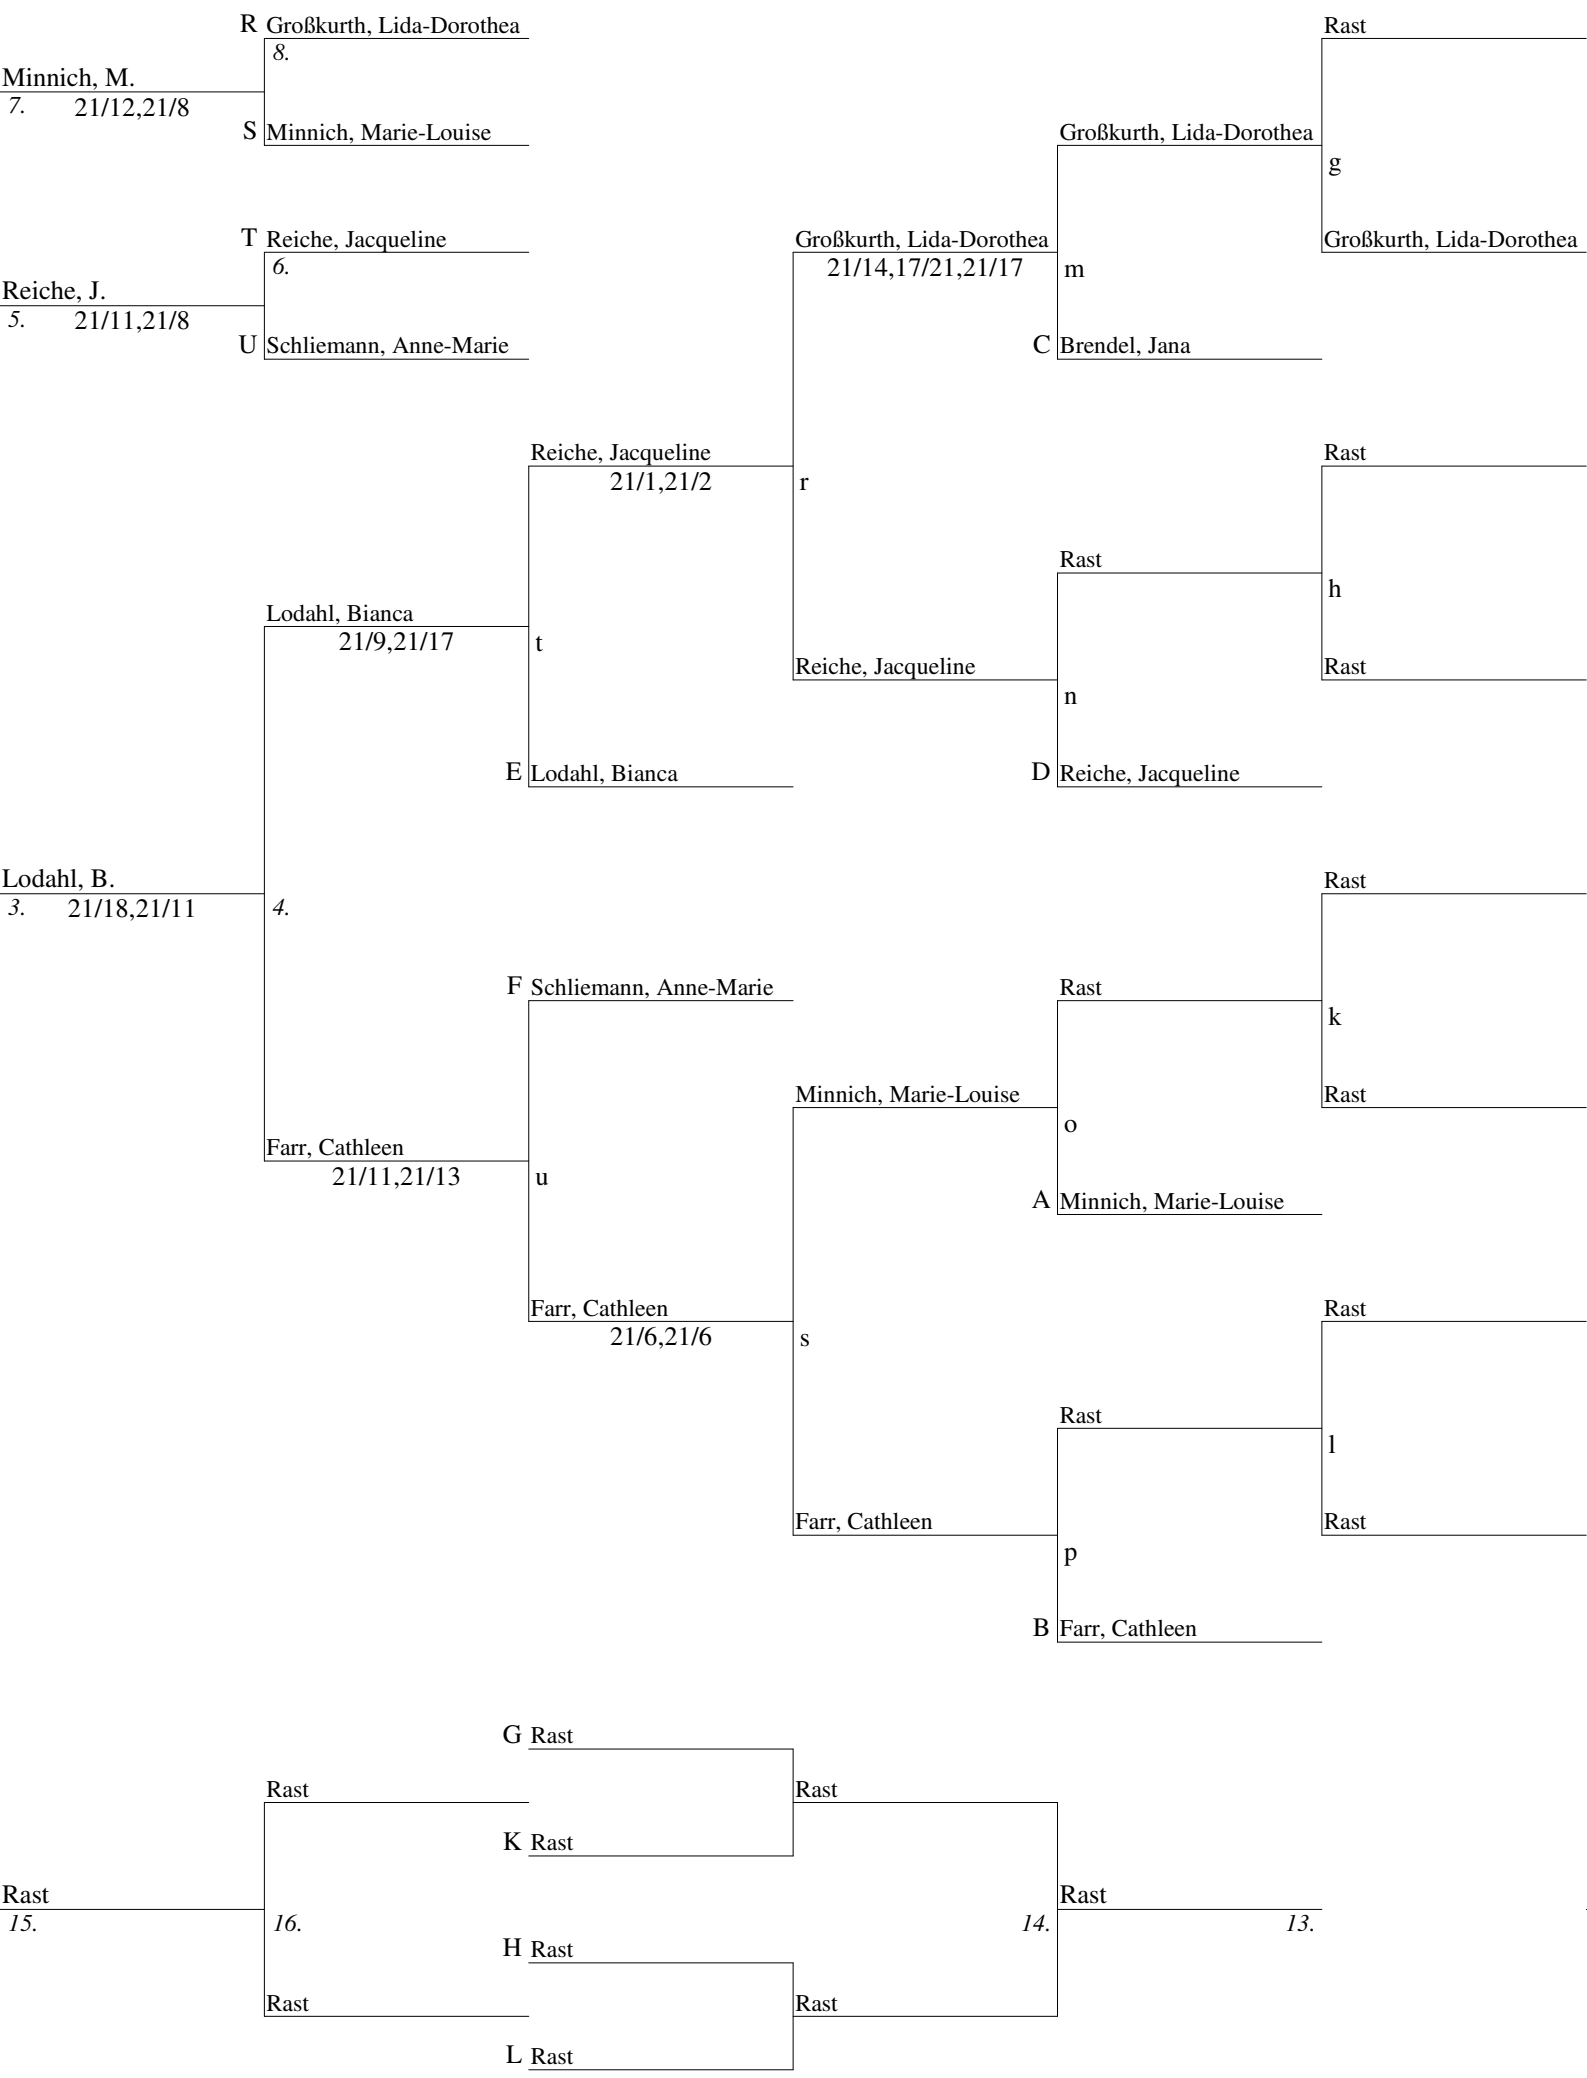 R Großkurth, Lida-Dorothea Rast
8.
Minnich, M.
7. 21/12,21/8
S Minnich, Marie-Louise Großkurth, Lida-Dorothea
g
T Reiche, Jacqueline Großkurth, Lida-Dorothea Großkurth, Lida-Dorothea
6. 21/14,17/21,21/17 m
Reiche, J.
5. 21/11,21/8
U Schliemann, Anne-Marie C Brendel, Jana
Reiche, Jacqueline Rast
21/1,21/2 r
Rast
h
Lodahl, Bianca
21/9,21/17 t
Reiche, Jacqueline Rast
n
E Lodahl, Bianca D Reiche, Jacqueline
Lodahl, B. Rast
3. 21/18,21/11 4.
F Schliemann, Anne-Marie Rast
k
Minnich, Marie-Louise Rast
o
Farr, Cathleen
21/11,21/13 u
A Minnich, Marie-Louise
Farr, Cathleen Rast
21/6,21/6 s
Rast
l
Farr, Cathleen Rast
p
B Farr, Cathleen
G Rast
Rast Rast
K Rast
Rast Rast
15. 16. 14. 13.
H Rast
Rast Rast
L Rast